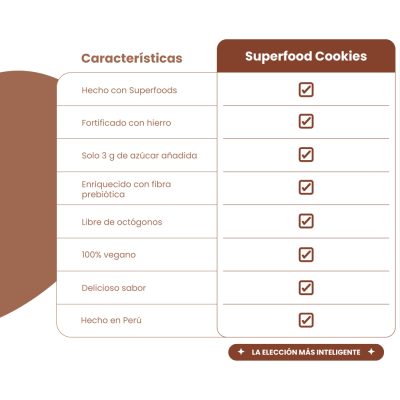 Características
Superfood Cookies
Hecho con Superfoods
Fortificado con hierro
Solo 3 g de azúcar añadida
Enriquecido con fibra
prebiótica
Libre de octógonos
100% vegano
Delicioso sabor
Hecho en Perú
LA ELECCIÓN MÁS INTELIGENTE